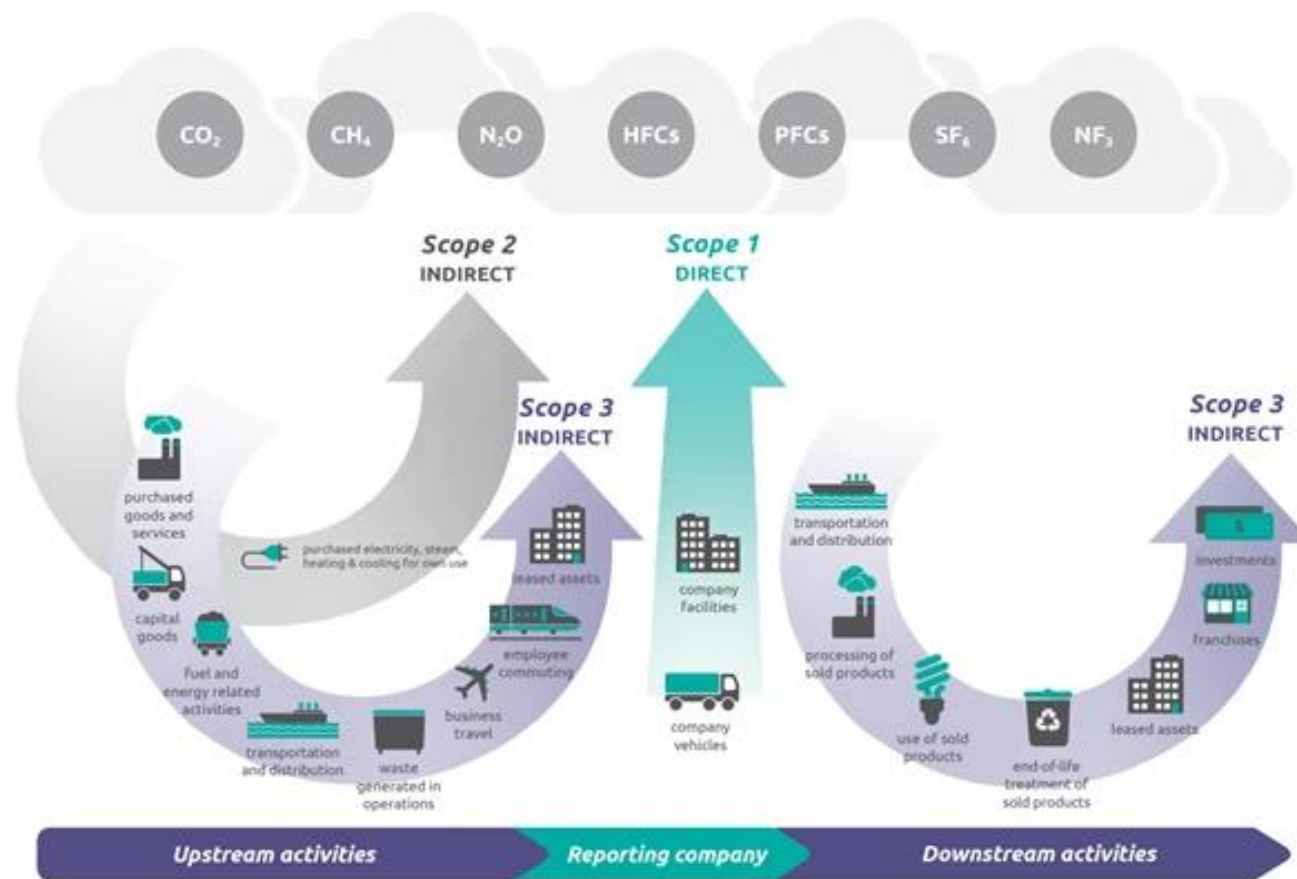 CO₂
CH₄
N₂O
HFCs
PFCs
SF₆
NF₃
Scope 2
INDIRECT
Scope 1
DIRECT
Scope 3
INDIRECT
Scope 3
INDIRECT
purchased
goods and
services
capital
goods
fuel and
energy related
activities
transportation
and distribution
waste
generated in
operations
business
travel
employee
commuting
leased assets
purchased electricity, steam,
heating & cooling for own use
company
facilities
company
vehicles
transportation
and distribution
processing of
sold products
use of sold
products
end-of-life
treatment of
sold products
leased assets
franchises
investments
$
Upstream activities
Reporting company
Downstream activities